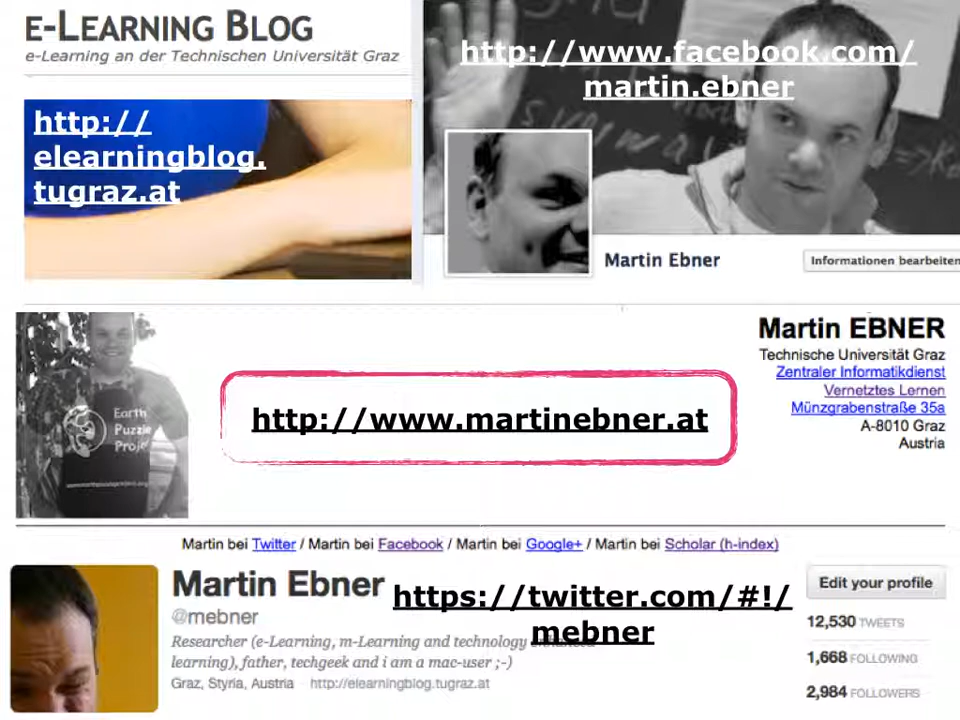 E-LEARNING BLOG
e-Learning an der Technischen Universität Graz
http://
elearningblog.
tugraz.at
http://www.facebook.com/
martin.ebner
Martin Ebner
Informationen bearbeiten
Earth
Puzzle
Project
http://www.martinebner.at
Martin EBNER
Technische Universität Graz
Zentraler Informatikdienst
Vernetztes Lernen
Münzgrabenstraße 35a
A-8010 Graz
Austria
Martin bei Twitter / Martin bei Facebook / Martin bei Google+ / Martin bei Scholar (h-index)
Martin Ebner
@mebner
https://twitter.com/#!/
mebner
Researcher (e-Learning, m-Learning and technology enhanced
learning), father, techgeek and i am a mac-user ;-)
Graz, Styria, Austria · http://elearningblog.tugraz.at
Edit your profile
12,530 TWEETS
1,668 FOLLOWING
2,984 FOLLOWERS